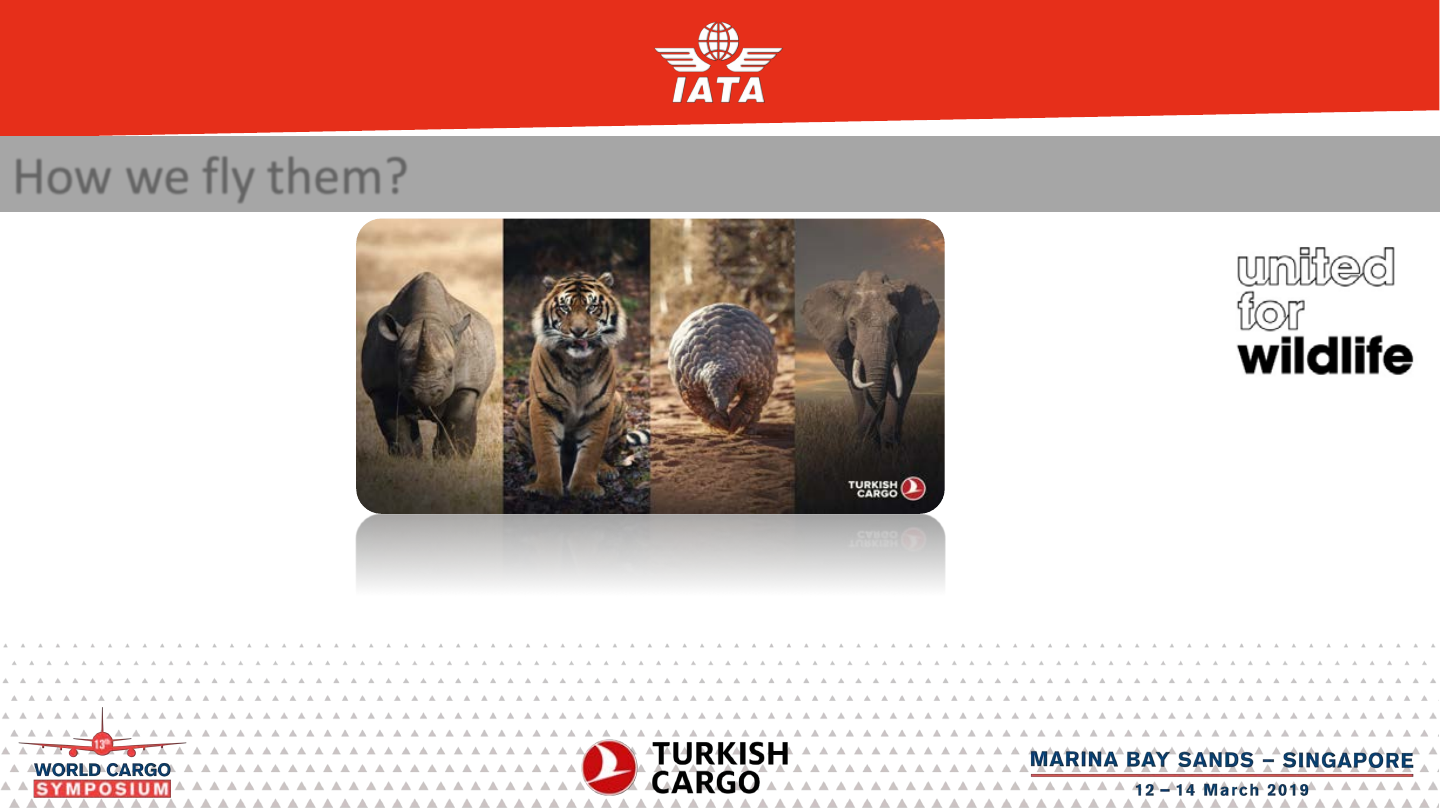 IATA
How we fly them?
united
for
wildlife
TURKISH
CARGO
13th
WORLD CARGO
SYMPOSIUM
TURKISH
CARGO
MARINA BAY SANDS – SINGAPORE
12 – 14 March 2019